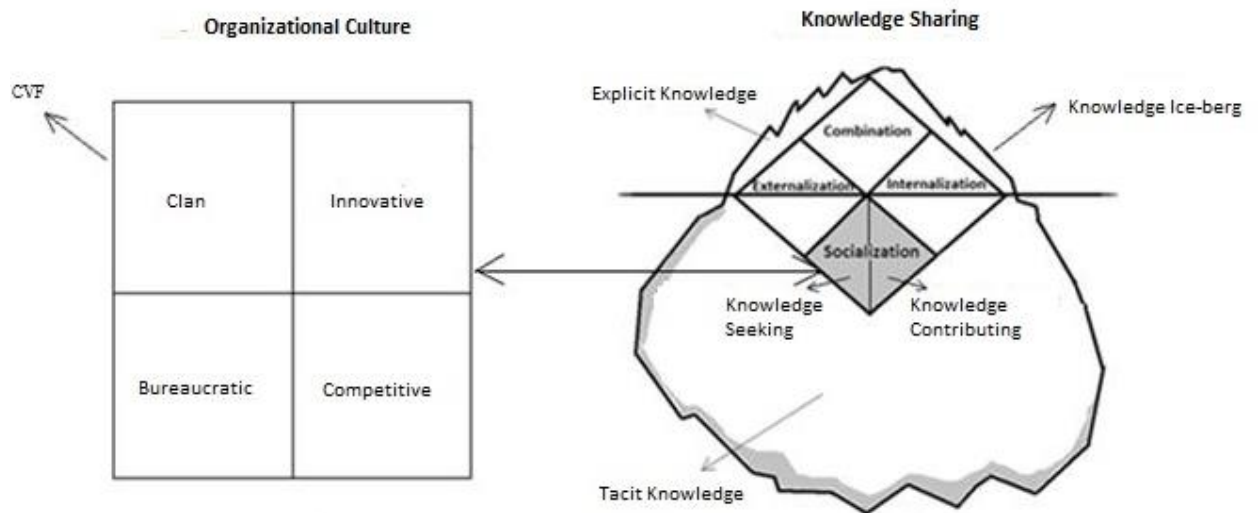 Organizational Culture
Knowledge Sharing
CVF
Explicit Knowledge
Knowledge Ice-berg
Combination
Clan
Innovative
Externalization
Internalization
Socialization
Knowledge
Seeking
Knowledge
Contributing
Bureaucratic
Competitive
Tacit Knowledge